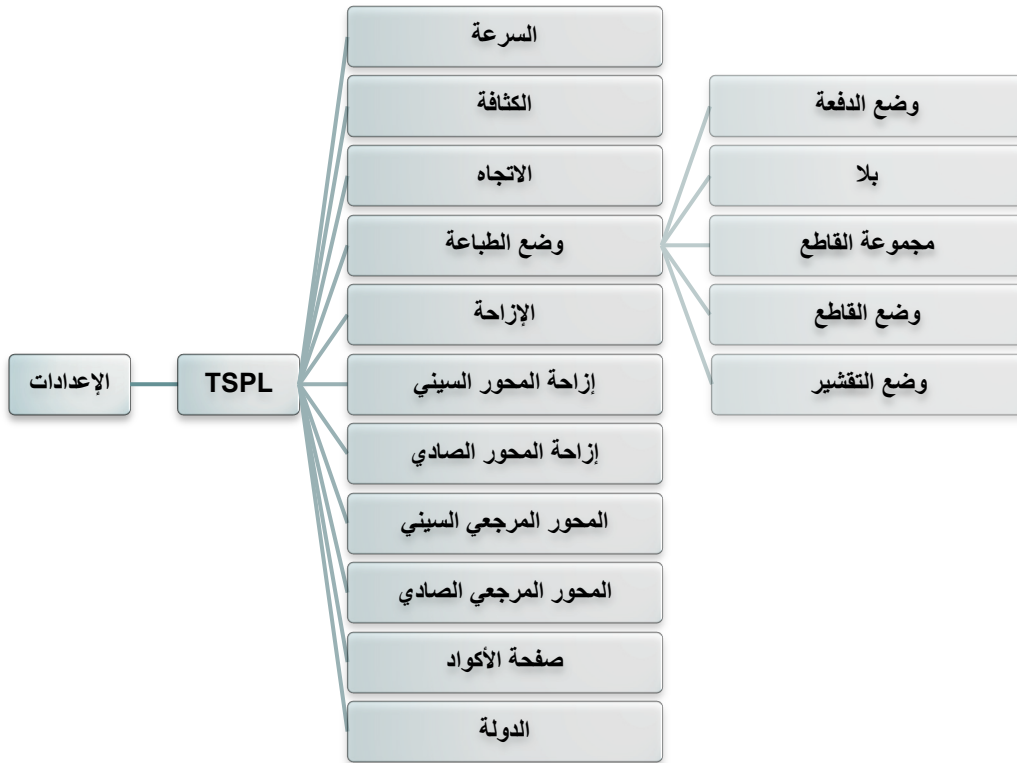 الإعدادات
TSPL
السرعة
الكثافة
الاتجاه
وضع الطباعة
الإزاحة
إزاحة المحور السيني
إزاحة المحور الصادي
المحور المرجعي السيني
المحور المرجعي الصادي
صفحة الأكواد
الدولة
وضع الدفعة
بلا
مجموعة القاطع
وضع القاطع
وضع التقشير